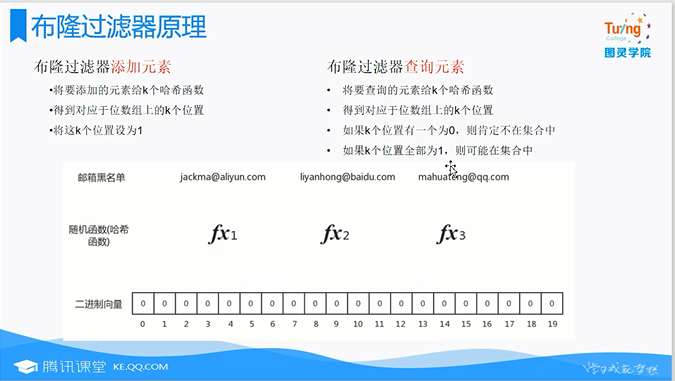 布隆过滤器原理
Tuling
College
图灵学院
布隆过滤器添加元素
•将要添加的元素给k个哈希函数
•得到对应于位数组上的k个位置
•将这k个位置设为1
布隆过滤器查询元素
• 将要查询的元素给k个哈希函数
• 得到对应于位数组上的k个位置
• 如果k个位置有一个为0，则肯定不在集合中
• 如果k个位置全部为1，则可能在集合中
邮箱黑名单 jackma@aliyun.com liyanhong@baidu.com mahuateng@qq.com
随机函数(哈希
函数)
fx1 fx2 fx3
二进制向量 0 0 0 0 0 0 0 0 0 0 0 0 0 0 0 0 0 0 0 0
0 1 2 3 4 5 6 7 8 9 10 11 12 13 14 15 16 17 18 19
腾讯课堂 KE.QQ.COM